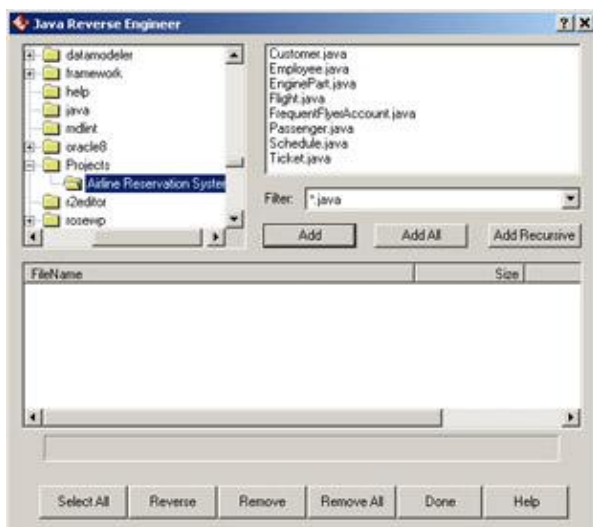 Java Reverse Engineer
datamodeler
framework
help
java
mdlint
oracle8
Projects
Airline Reservation Syster
r2editor
rosewp
Customer.java
Employee.java
EnginePart.java
Flight.java
FrequentFlyerAccount.java
Passenger.java
Schedule.java
Ticket.java
Filter: *.java
Add Add All Add Recursive
FileName Size
Select All Reverse Remove Remove All Done Help